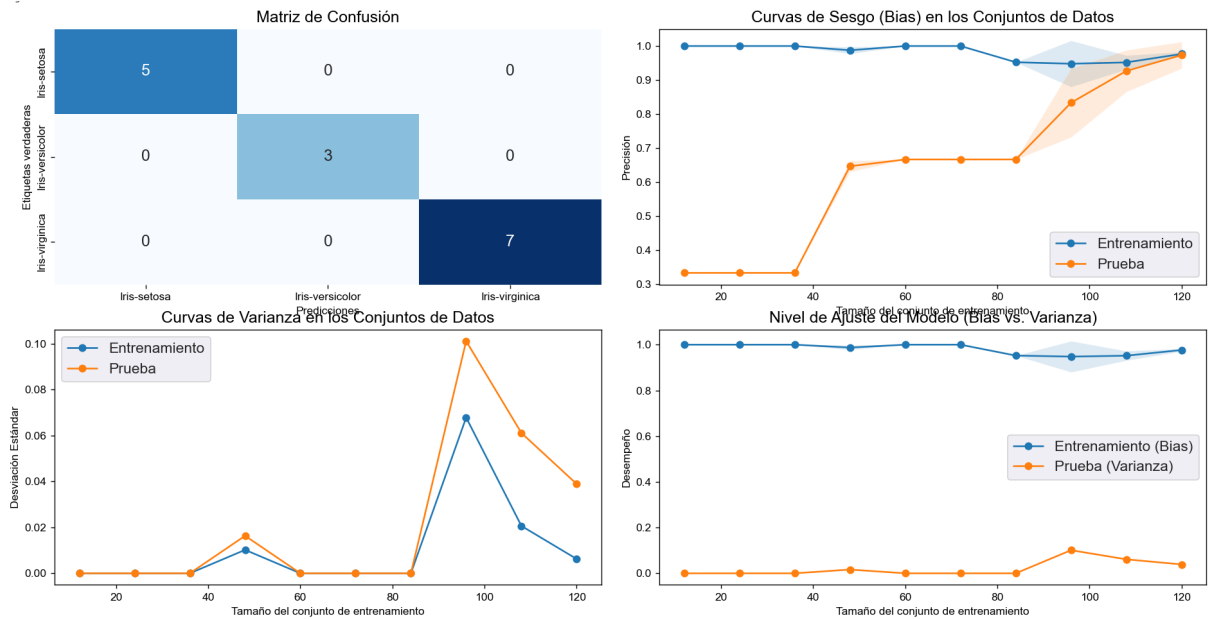 Matriz de Confusión
Etiquetas verdaderas
Iris-setosa
Iris-versicolor
Iris-virginica
5 0 0
0 3 0
0 0 7
Iris-setosa Iris-versicolor Iris-virginica
Predicciones
Curvas de Sesgo (Bias) en los Conjuntos de Datos
Precisión
1.0
0.9
0.8
0.7
0.6
0.5
0.4
0.3
Entrenamiento
Prueba
20 40 60 80 100 120
Tamaño del conjunto de entrenamiento
Curvas de Varianza en los Conjuntos de Datos
Desviación Estándar
0.10
0.08
0.06
0.04
0.02
0.00
Entrenamiento
Prueba
20 40 60 80 100 120
Tamaño del conjunto de entrenamiento
Nivel de Ajuste del Modelo (Bias vs. Varianza)
Desempeño
1.0
0.8
0.6
0.4
0.2
0.0
Entrenamiento (Bias)
Prueba (Varianza)
20 40 60 80 100 120
Tamaño del conjunto de entrenamiento